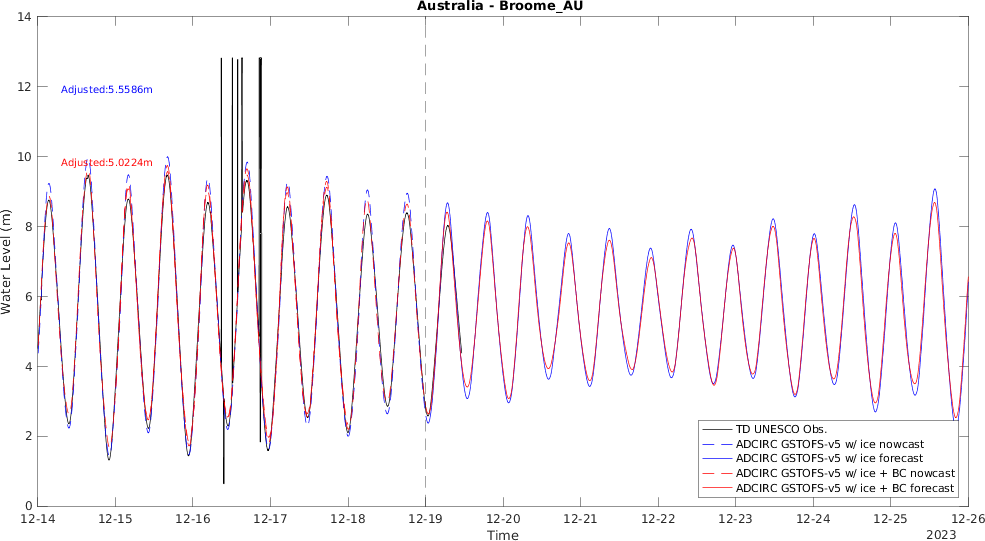 Australia - Broome_AU
14
12
10
8
6
4
2
0
Water Level (m)
Adjusted:5.5586m
Adjusted:5.0224m
TD UNESCO Obs.
ADCIRC GSTOFS-v5 w/ ice nowcast
ADCIRC GSTOFS-v5 w/ ice forecast
ADCIRC GSTOFS-v5 w/ ice + BC nowcast
ADCIRC GSTOFS-v5 w/ ice + BC forecast
12-14 12-15 12-16 12-17 12-18 12-19 12-20 12-21 12-22 12-23 12-24 12-25 12-26
Time
2023